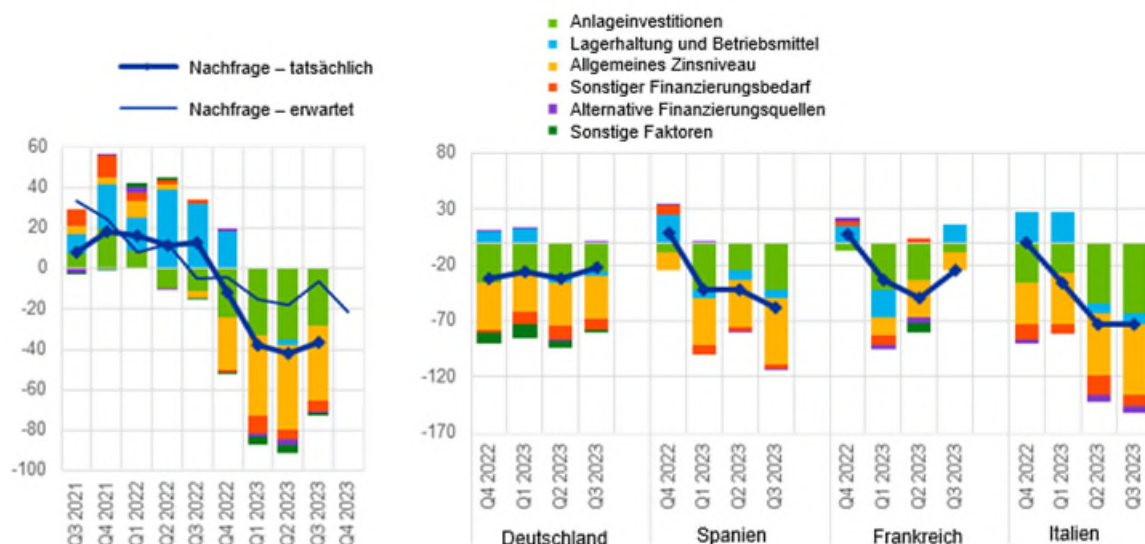 Nachfrage – tatsächlich
Nachfrage – erwartet
Anlageinvestitionen
Lagerhaltung und Betriebsmittel
Allgemeines Zinsniveau
Sonstiger Finanzierungsbedarf
Alternative Finanzierungsquellen
Sonstige Faktoren
60
40
20
0
-20
-40
-60
-80
-100
Q3 2021
Q4 2021
Q1 2022
Q2 2022
Q3 2022
Q4 2022
Q1 2023
Q2 2023
Q3 2023
Q4 2023
80
30
-20
-70
-120
-170
Q4 2022
Q1 2023
Q2 2023
Q3 2023
Q4 2022
Q1 2023
Q2 2023
Q3 2023
Q4 2022
Q1 2023
Q2 2023
Q3 2023
Q4 2022
Q1 2023
Q2 2023
Q3 2023
Deutschland
Spanien
Frankreich
Italien